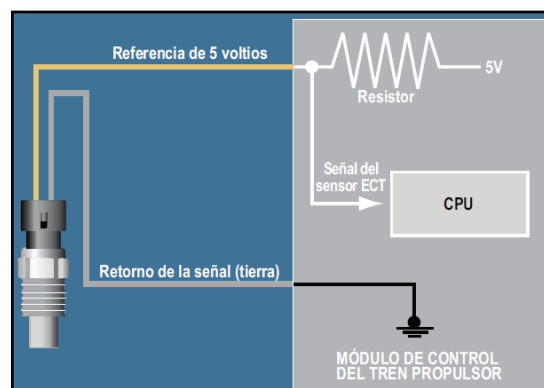 Referencia de 5 voltios
5V
Resistor
Señal del
sensor ECT
CPU
Retorno de la señal (tierra)
MÓDULO DE CONTROL
DEL TREN PROPULSOR